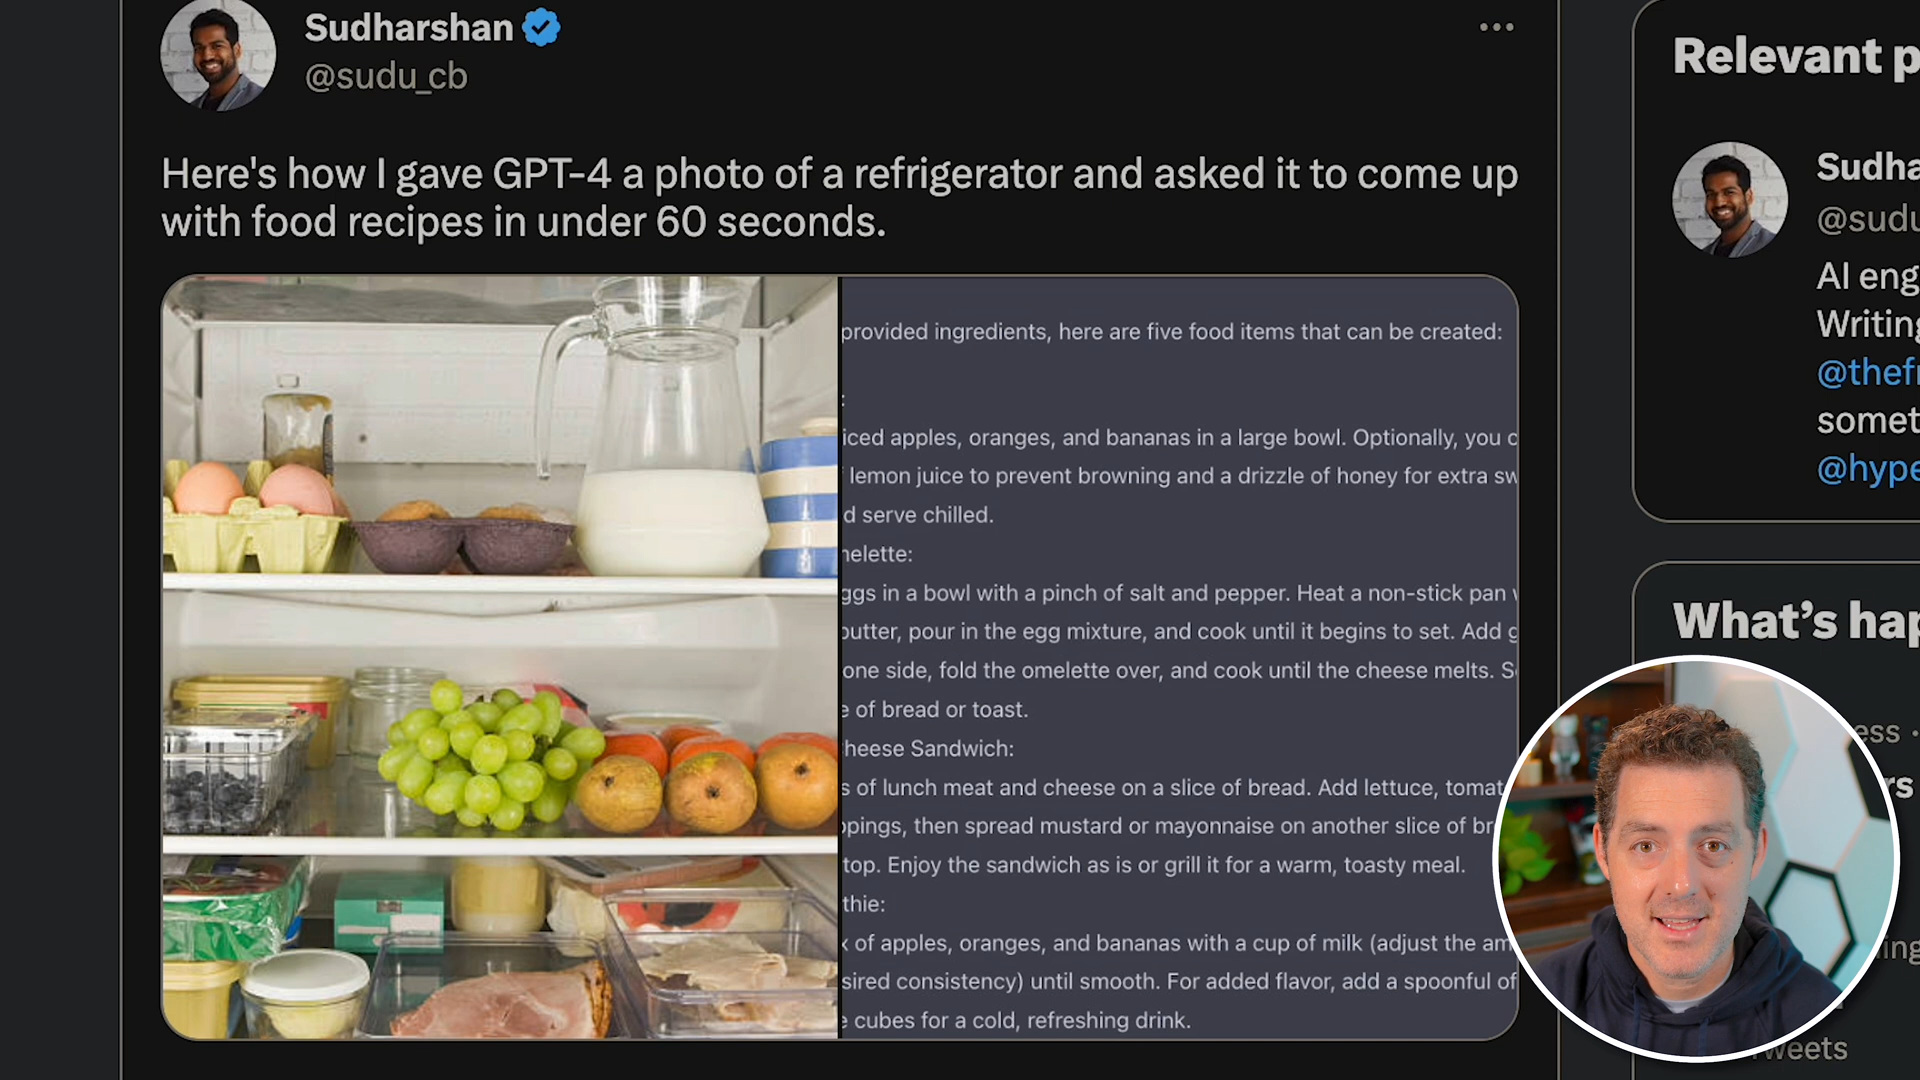 Sudharshan
@sudu_cb
Here's how I gave GPT-4 a photo of a refrigerator and asked it to come up
with food recipes in under 60 seconds.
provided ingredients, here are five food items that can be created:
:
iced apples, oranges, and bananas in a large bowl. Optionally, you c
lemon juice to prevent browning and a drizzle of honey for extra sw
d serve chilled.
nelette:
ggs in a bowl with a pinch of salt and pepper. Heat a non-stick pan
butter, pour in the egg mixture, and cook until it begins to set. Add g
one side, fold the omelette over, and cook until the cheese melts. S
e of bread or toast.
heese Sandwich:
s of lunch meat and cheese on a slice of bread. Add lettuce, tomat
ppings, then spread mustard or mayonnaise on another slice of br
top. Enjoy the sandwich as is or grill it for a warm, toasty meal.
thie:
x of apples, oranges, and bananas with a cup of milk (adjust the am
sired consistency) until smooth. For added flavor, add a spoonful of
e cubes for a cold, refreshing drink.
Relevant p
Sudha
@sudu
AI eng
Writing
@thefr
somet
@hype
What's hap
ess ·
rs
ing
Tweets